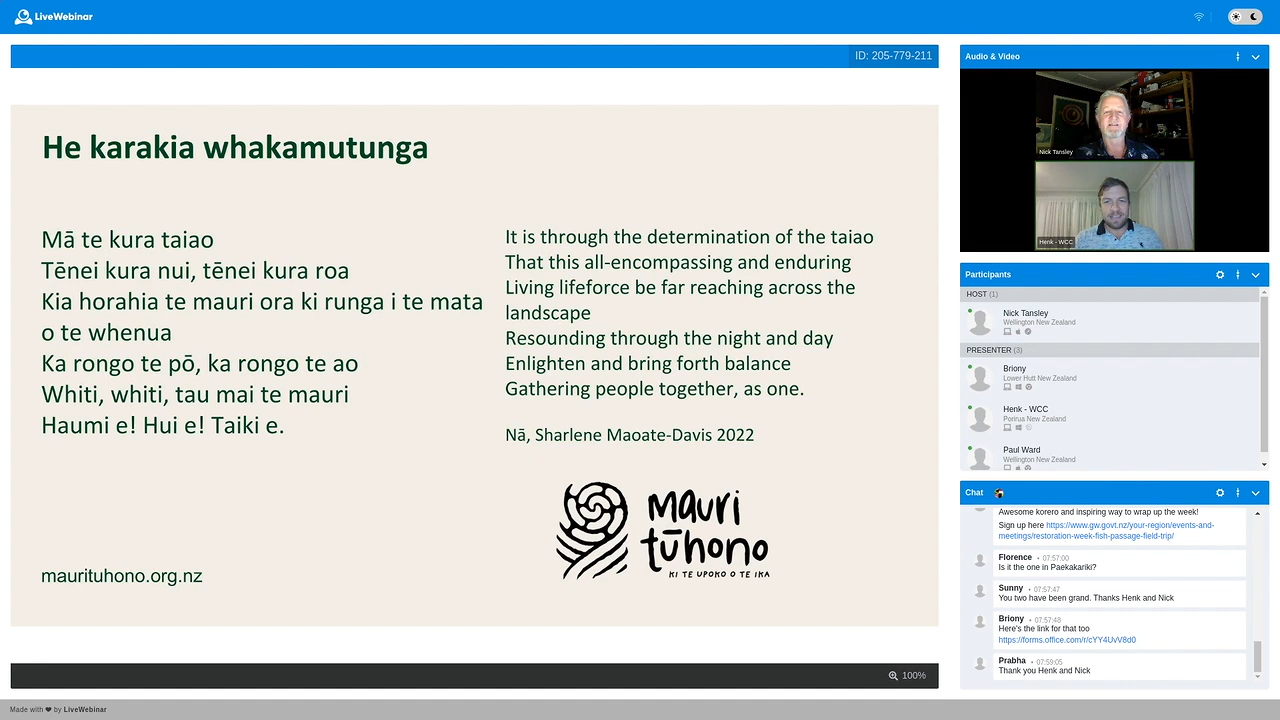 LiveWebinar
ID: 205-779-211
He karakia whakamutunga
Mā te kura taiao
Tēnei kura nui, tēnei kura roa
Kia horahia te mauri ora ki runga i te mata
o te whenua
Ka rongo te pō, ka rongo te ao
Whiti, whiti, tau mai te mauri
Haumi e! Hui e! Taiki e.
It is through the determination of the taiao
That this all-encompassing and enduring
Living lifeforce be far reaching across the
landscape
Resounding through the night and day
Enlighten and bring forth balance
Gathering people together, as one.
Nā, Sharlene Maoate-Davis 2022
mauri
tūhono
KI TE UPOKO O TE IKA
maurituhono.org.nz
100%
Made with ❤ by LiveWebinar
Audio & Video
Nick Tansley
Henk - WCC
Participants
HOST (1)
Nick Tansley
Wellington New Zealand
PRESENTER (3)
Briony
Lower Hutt New Zealand
Henk - WCC
Porirua New Zealand
Paul Ward
Wellington New Zealand
Chat
Awesome korero and inspiring way to wrap up the week!
Sign up here https://www.gw.govt.nz/your-region/events-and-
meetings/restoration-week-fish-passage-field-trip/
Florence • 07:57:00
Is it the one in Paekakariki?
Sunny • 07:57:47
You two have been grand. Thanks Henk and Nick
Briony • 07:57:48
Here's the link for that too
https://forms.office.com/r/cYY4UvV8d0
Prabha • 07:59:05
Thank you Henk and Nick